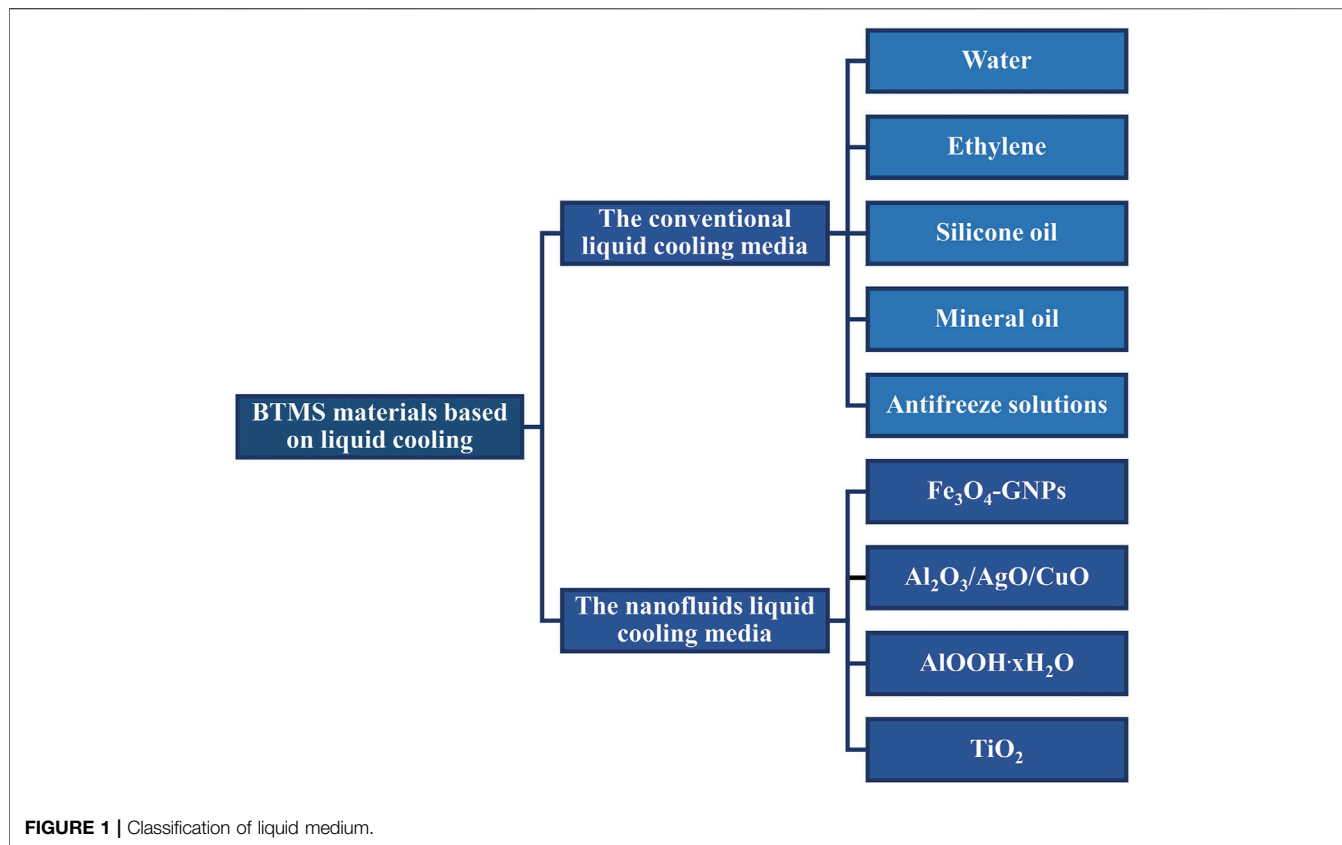 Water
Ethylene
The conventional
liquid cooling media
Silicone oil
Mineral oil
Antifreeze solutions
BTMS materials based
on liquid cooling
Fe₃O₄-GNPs
Al₂O₃/AgO/CuO
The nanofluids liquid
cooling media
AlOOH·xH₂O
TiO₂
FIGURE 1 | Classification of liquid medium.